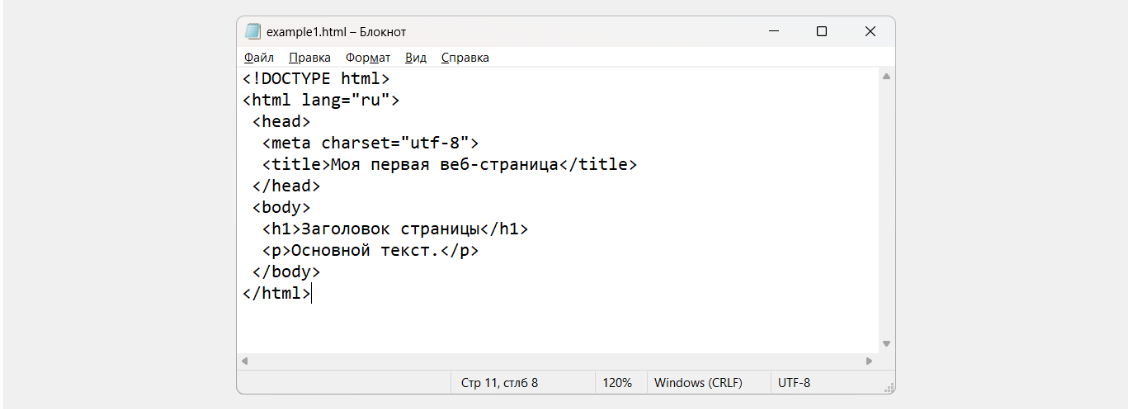 example1.html – Блокнот
Файл Правка Формат Вид Справка
<!DOCTYPE html>
<html lang="ru">
 <head>
  <meta charset="utf-8">
  <title>Моя первая веб-страница</title>
 </head>
 <body>
  <h1>Заголовок страницы</h1>
  <p>Основной текст.</p>
 </body>
</html>
Стр 11, стлб 8 120% Windows (CRLF) UTF-8